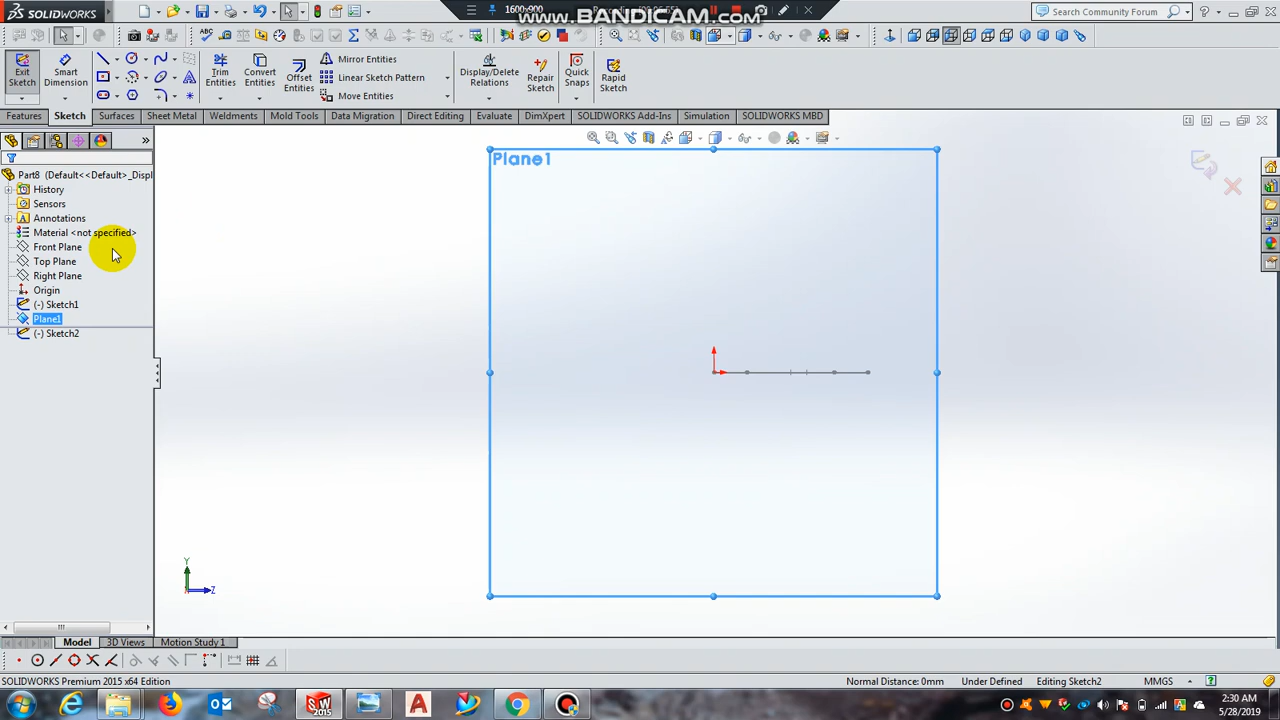 SOLIDWORKS
1600x900
www.BANDICAM.com
Search Community Forum
Exit
Sketch
Smart
Dimension
Trim
Entities
Convert
Entities
Offset
Entities
Mirror Entities
Linear Sketch Pattern
Move Entities
Display/Delete
Relations
Repair
Sketch
Quick
Snaps
Rapid
Sketch
Features
Sketch
Surfaces
Sheet Metal
Weldments
Mold Tools
Data Migration
Direct Editing
Evaluate
DimXpert
SOLIDWORKS Add-Ins
Simulation
SOLIDWORKS MBD
Part8 (Default<<Default>_Displ
History
Sensors
Annotations
Material <not specified>
Front Plane
Top Plane
Right Plane
Origin
(-) Sketch1
Plane1
(-) Sketch2
Plane1
Y
Z
Model
3D Views
Motion Study 1
SOLIDWORKS Premium 2015 x64 Edition
Normal Distance: 0mm
Under Defined
Editing Sketch2
MMGS
2:30 AM
5/28/2019